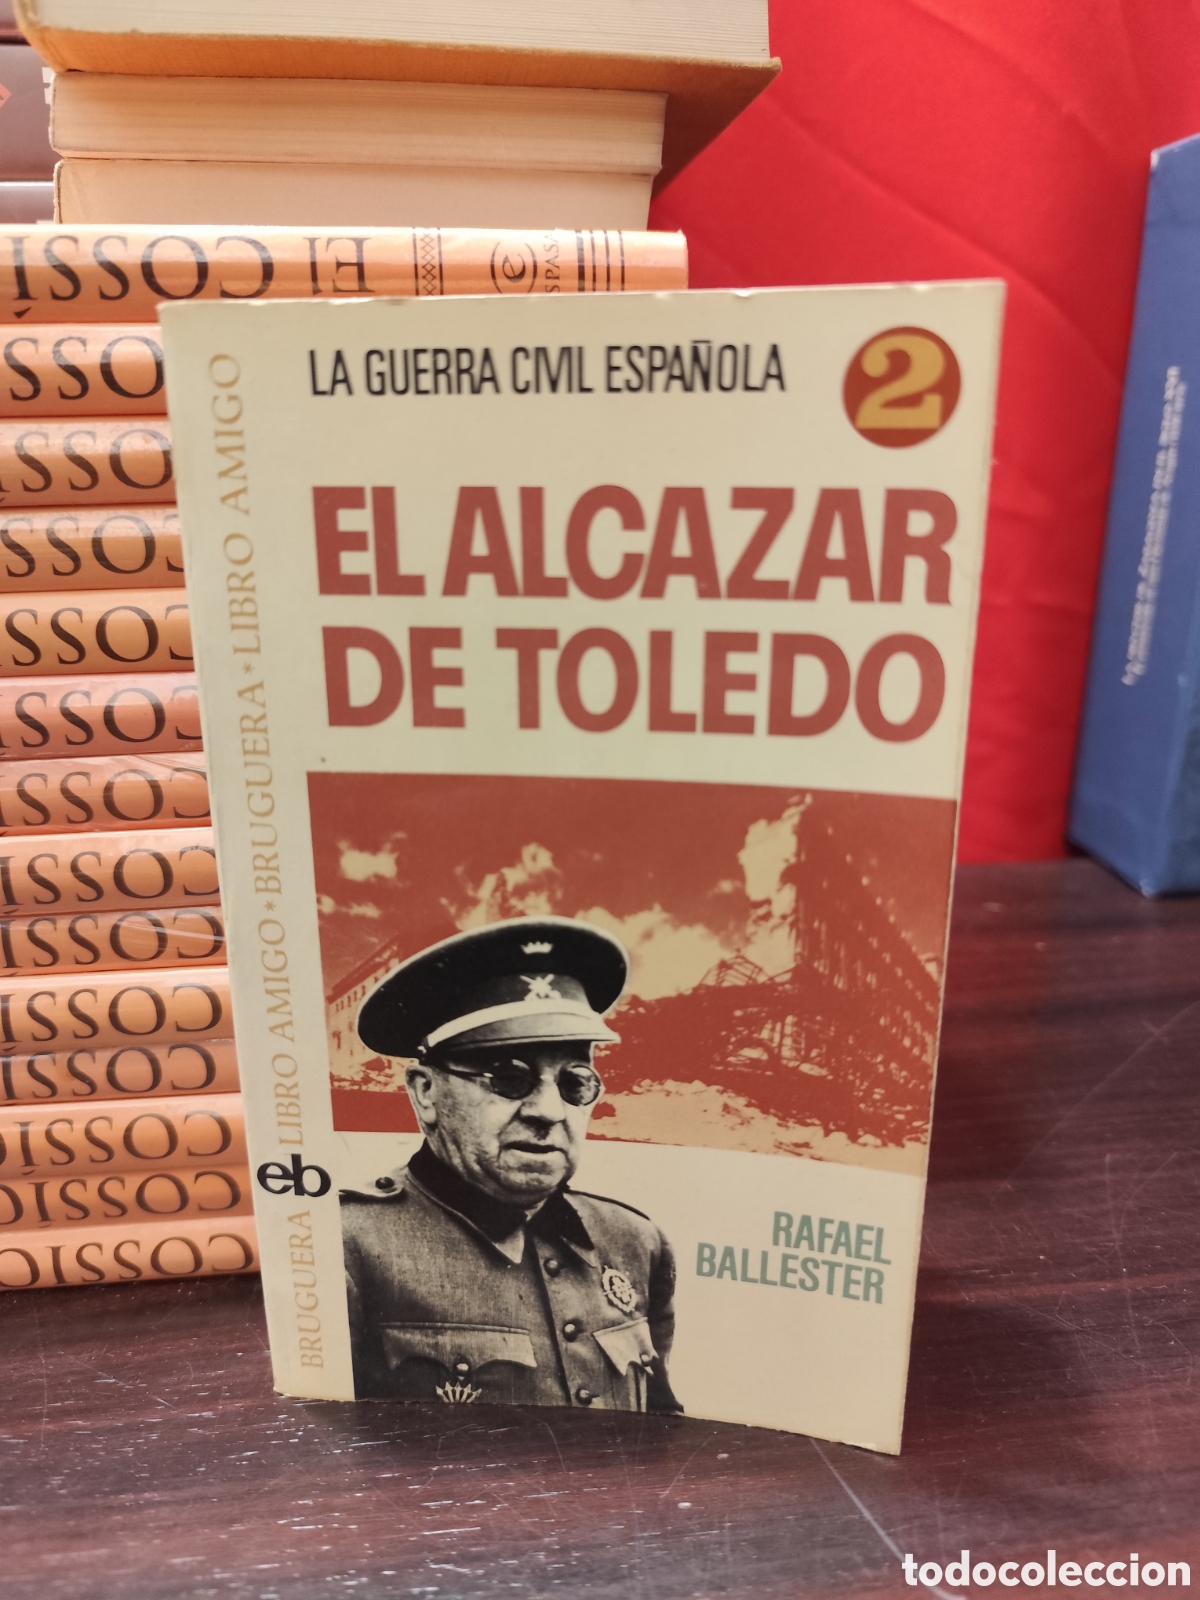 LA GUERRA CIVIL ESPAÑOLA
2
EL ALCAZAR
DE TOLEDO
RAFAEL
BALLESTER
BRUGUERA * LIBRO AMIGO * BRUGUERA * LIBRO AMIGO
eb
EL COSSÍO
e
ESPASA
COSSÍO
COSSÍO
COSSÍO
COSSÍO
COSSÍO
COSSÍO
COSSÍO
COSSÍO
COSSÍO
COSSÍO
COSSÍO
COSSÍO
COSSÍO
todocoleccion